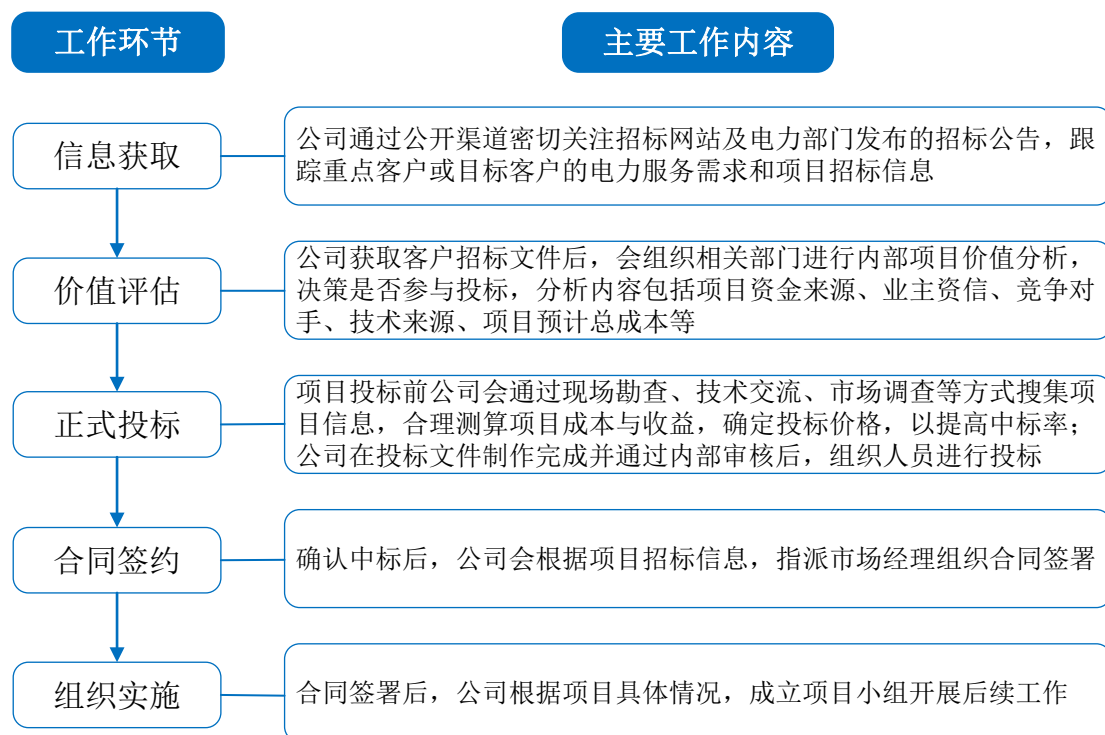 工作环节
主要工作内容
信息获取
公司通过公开渠道密切关注招标网站及电力部门发布的招标公告，跟
踪重点客户或目标客户的电力服务需求和项目招标信息
价值评估
公司获取客户招标文件后，会组织相关部门进行内部项目价值分析，
决策是否参与投标，分析内容包括项目资金来源、业主资信、竞争对
手、技术来源、项目预计总成本等
正式投标
项目投标前公司会通过现场勘查、技术交流、市场调查等方式搜集项
目信息，合理测算项目成本与收益，确定投标价格，以提高中标率；
公司在投标文件制作完成并通过内部审核后，组织人员进行投标
合同签约
确认中标后，公司会根据项目招标信息，指派市场经理组织合同签署
组织实施
合同签署后，公司根据项目具体情况，成立项目小组开展后续工作